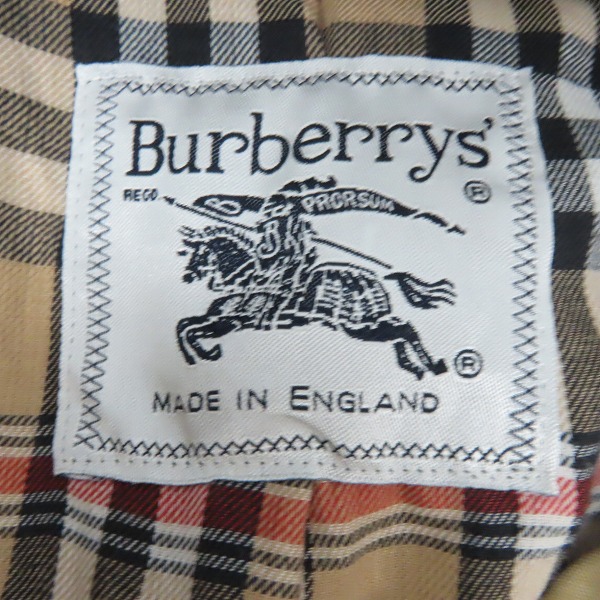 Burberrys'
®
REGD
PRORSUM
®
MADE IN ENGLAND